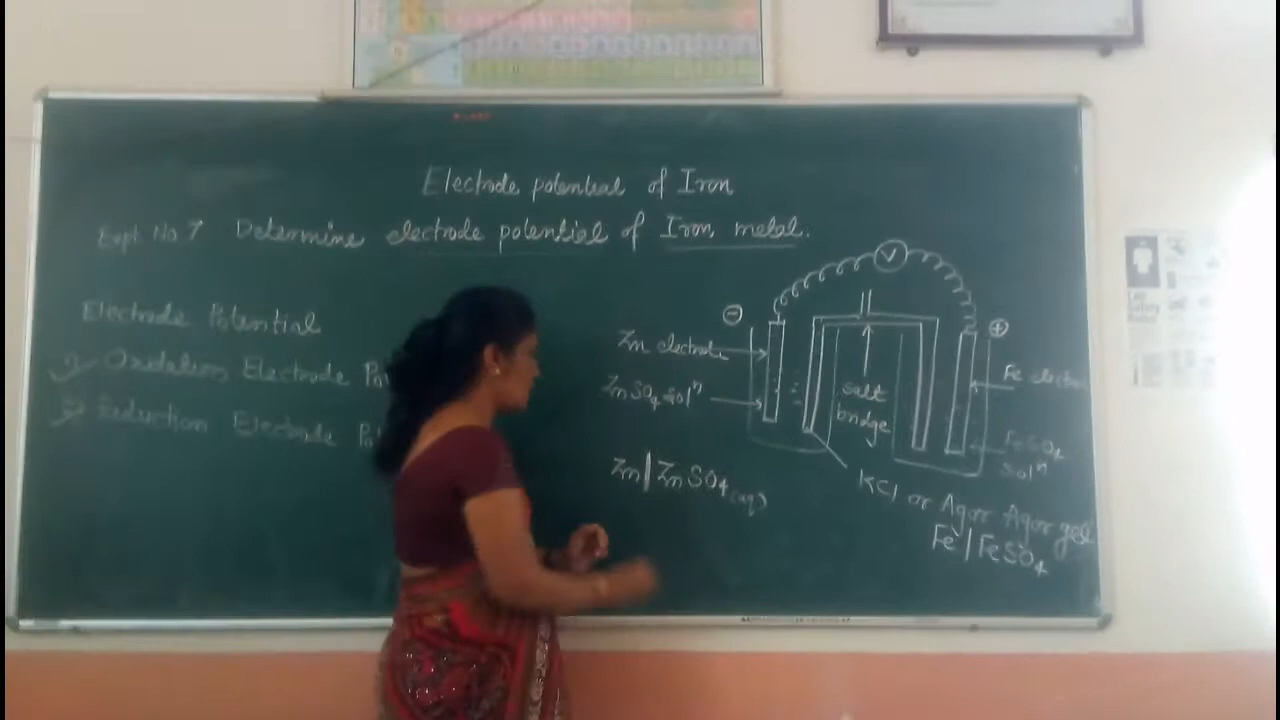 Electrode potential of Iron
Expt. No. 7 Determine electrode potential of Iron metal.
Electrode Potential
1) Oxidation Electrode
2) Reduction Electrode
V
−
+
Zn electrode
ZnSO4 solⁿ
salt
bridge
Fe
FeSO4
solⁿ
Zn | ZnSO4 (aq)
KCl or Agar Agar gel
Fe | FeSO4